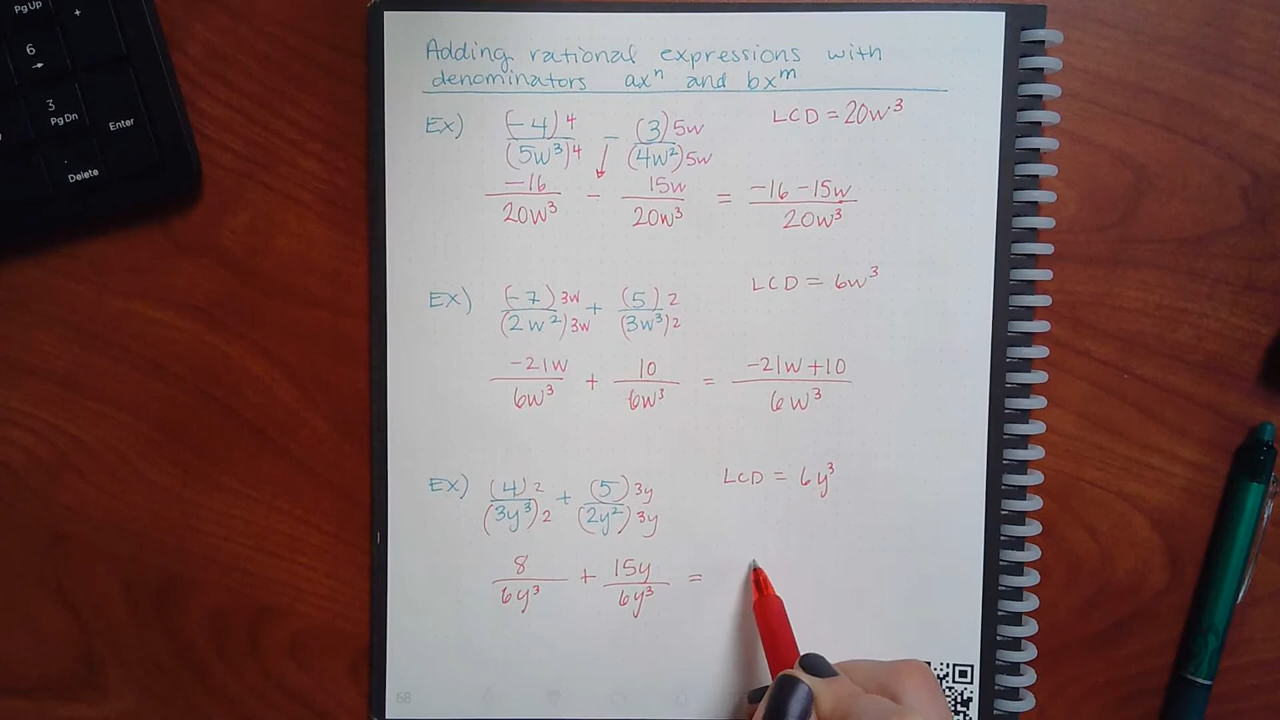 PgUp
+
6
→
3
PgDn
Enter
.
Delete
Adding rational expressions with
denominators axⁿ and bxᵐ
Ex) (-4)4/(5w³)4 - (3)5w/(4w²)5w LCD = 20w³
-16/20w³ - 15w/20w³ = -16-15w/20w³
Ex) (-7)3w/(2w²)3w + (5)2/(3w³)2 LCD = 6w³
-21w/6w³ + 10/6w³ = -21w+10/6w³
Ex) (4)2/(3y³)2 + (5)3y/(2y²)3y LCD = 6y³
8/6y³ + 15y/6y³ =
68